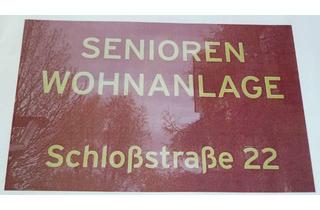 SENIOREN
WOHNANLAGE
Schloßstraße 22